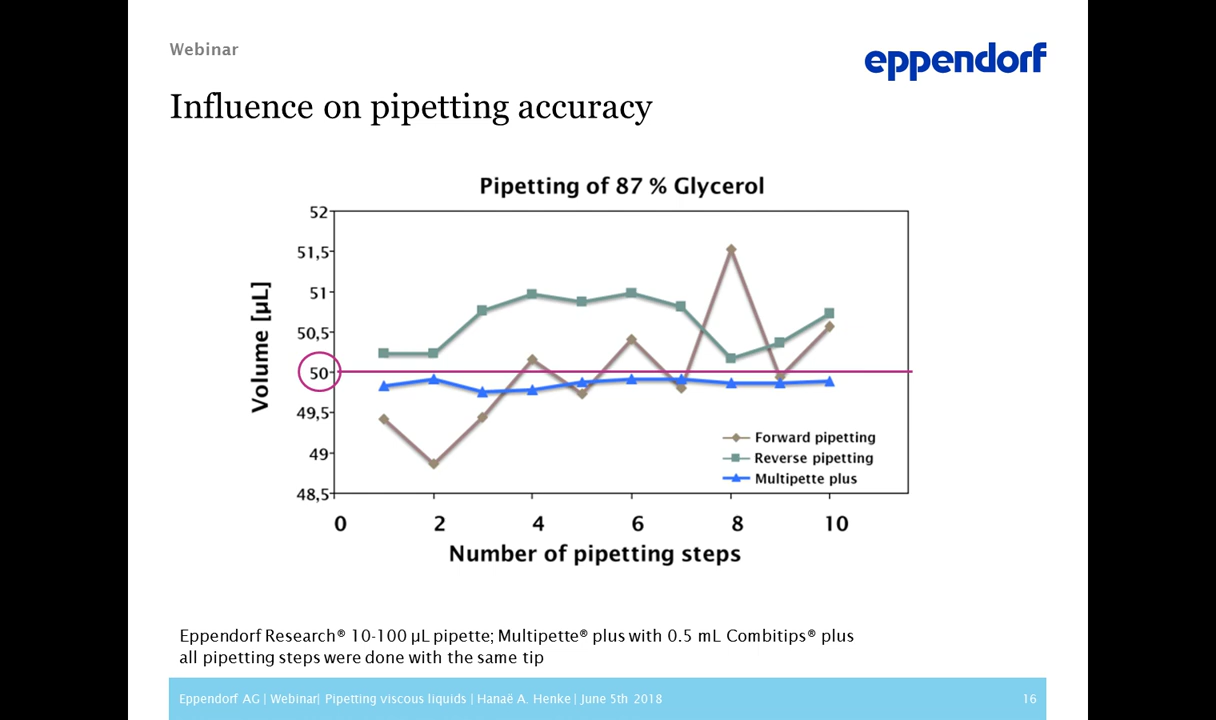 Webinar
eppendorf
Influence on pipetting accuracy
Pipetting of 87 % Glycerol
52
51,5
51
50,5
50
49,5
49
48,5
Volume [µL]
Forward pipetting
Reverse pipetting
Multipette plus
0 2 4 6 8 10
Number of pipetting steps
Eppendorf Research® 10-100 µL pipette; Multipette® plus with 0.5 mL Combitips® plus
all pipetting steps were done with the same tip
Eppendorf AG | Webinar| Pipetting viscous liquids | Hanaë A. Henke | June 5th 2018 16